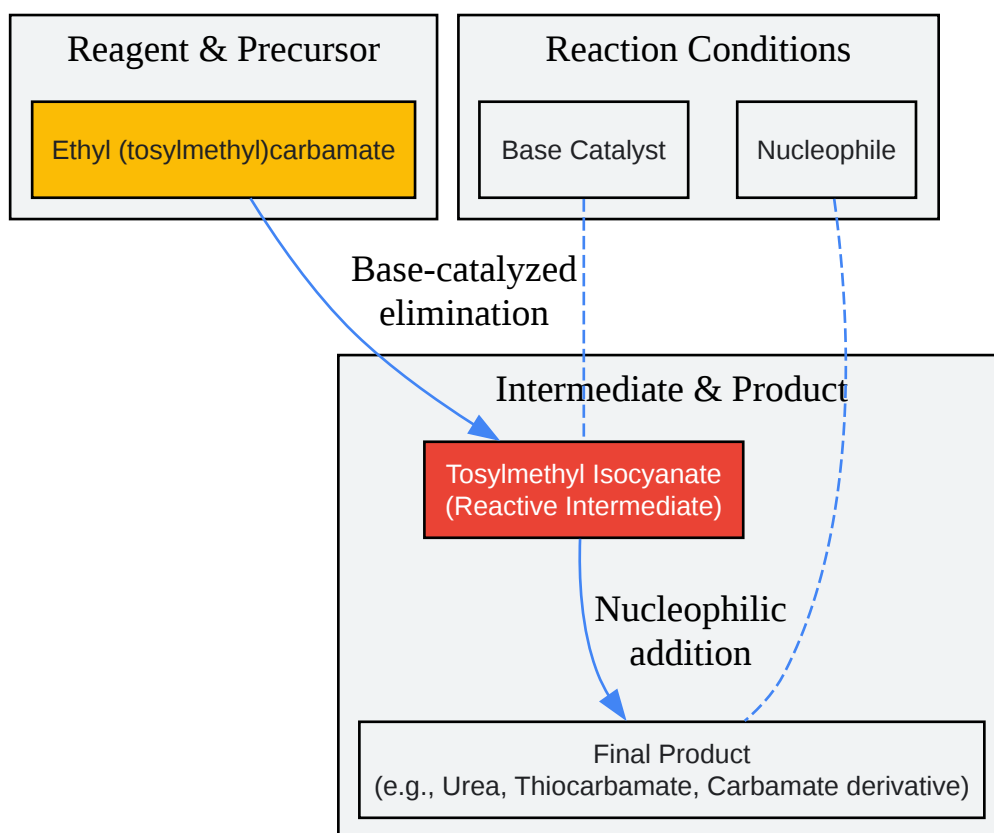 Reagent & Precursor
Ethyl (tosylmethyl)carbamate
Reaction Conditions
Base Catalyst
Nucleophile
Base-catalyzed
elimination
Intermediate & Product
Tosylmethyl Isocyanate
(Reactive Intermediate)
Nucleophilic
addition
Final Product
(e.g., Urea, Thiocarbamate, Carbamate derivative)